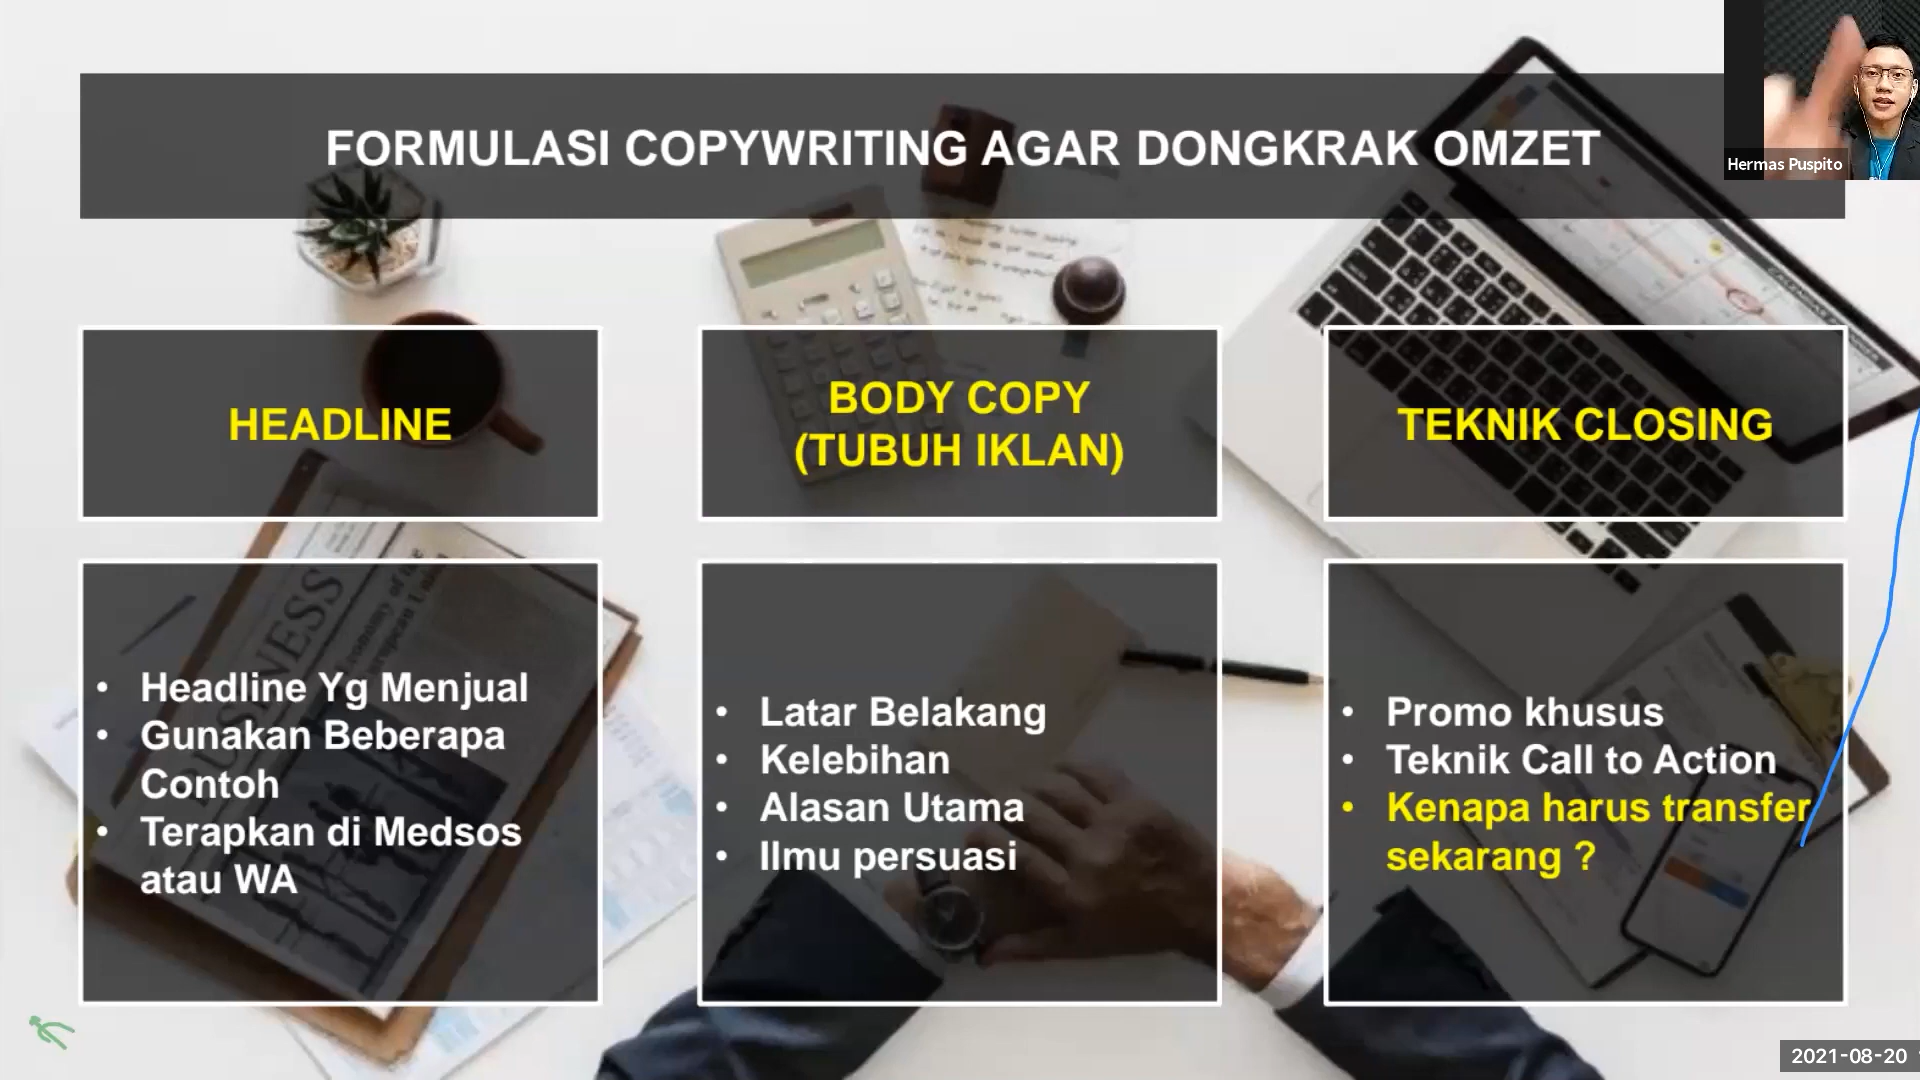 FORMULASI COPYWRITING AGAR DONGKRAK OMZET
Hermas Puspito
HEADLINE
BODY COPY
(TUBUH IKLAN)
TEKNIK CLOSING
BUSINESS
• Headline Yg Menjual
• Gunakan Beberapa
Contoh
• Terapkan di Medsos
atau WA
• Latar Belakang
• Kelebihan
• Alasan Utama
• Ilmu persuasi
• Promo khusus
• Teknik Call to Action
• Kenapa harus transfer
sekarang ?
2021-08-20